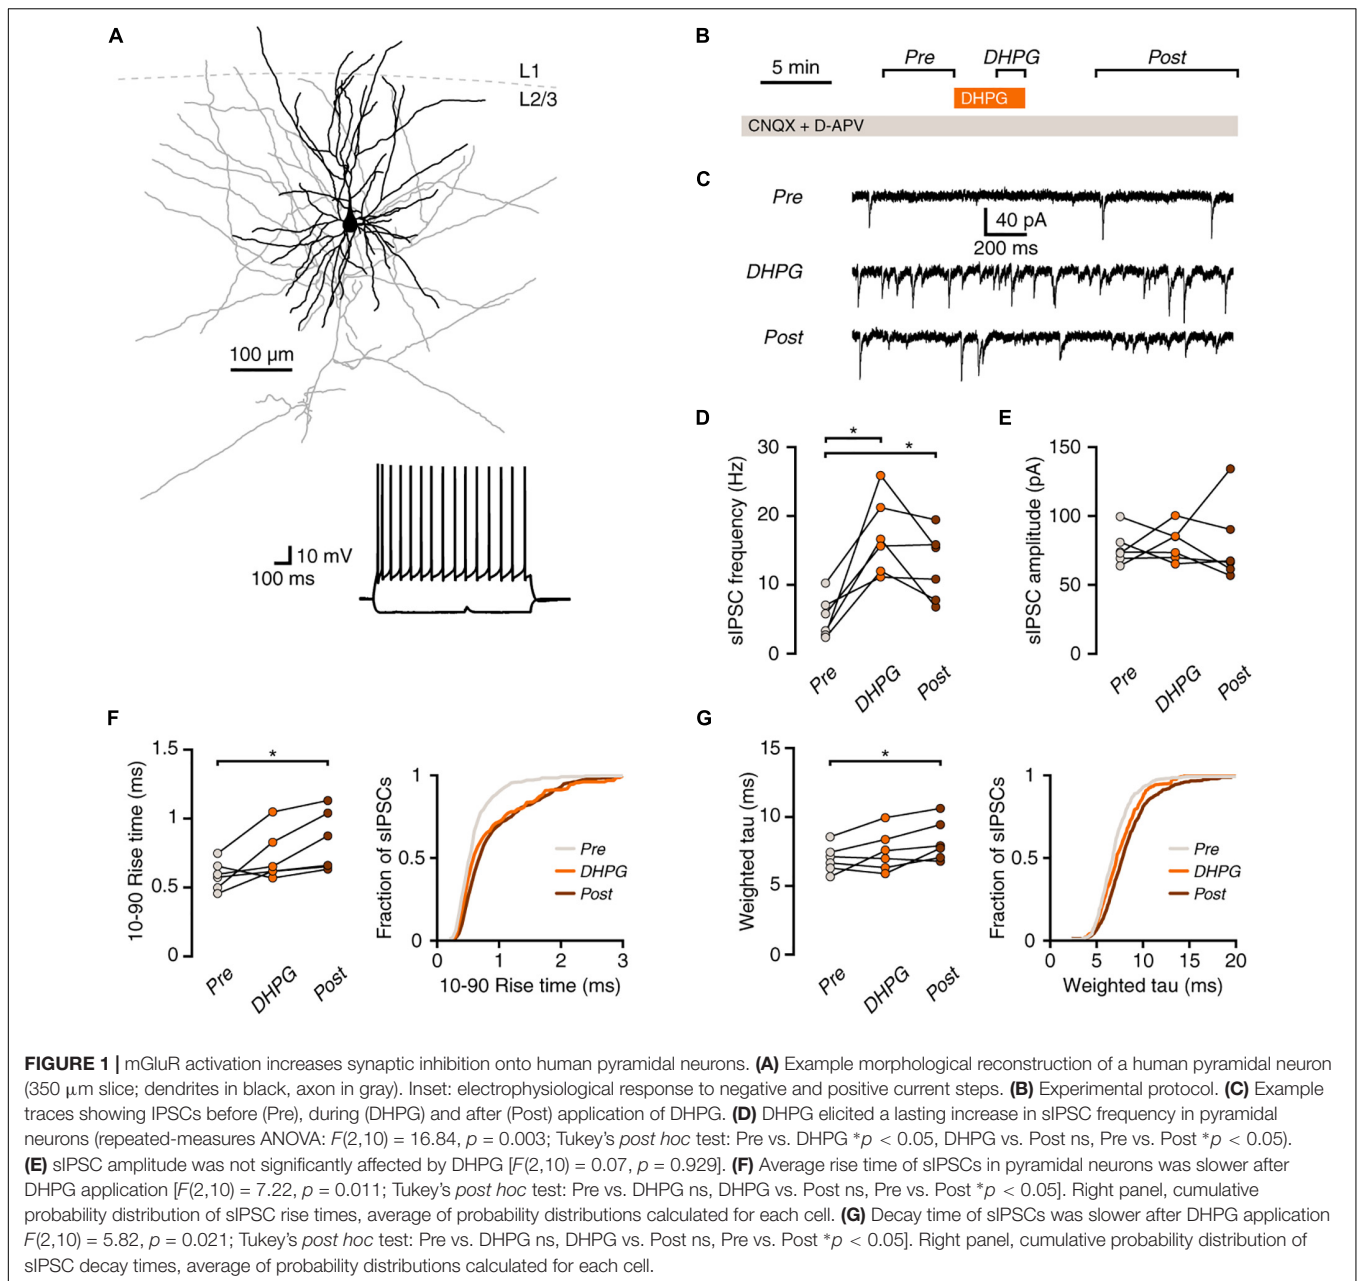 A
L1
L2/3
100 µm
10 mV
100 ms
B
5 min
Pre
DHPG
Post
DHPG
CNQX + D-APV
C
Pre
40 pA
200 ms
DHPG
Post
D
sIPSC frequency (Hz)
30
20
10
0
*
*
Pre
DHPG
Post
E
sIPSC amplitude (pA)
150
100
50
0
Pre
DHPG
Post
F
10-90 Rise time (ms)
1.5
1
0.5
0
*
Pre
DHPG
Post
Fraction of sIPSCs
1
0.5
0
Pre
DHPG
Post
0 1 2 3
10-90 Rise time (ms)
G
Weighted tau (ms)
15
10
5
0
*
Pre
DHPG
Post
Fraction of sIPSCs
1
0.5
0
Pre
DHPG
Post
0 5 10 15 20
Weighted tau (ms)
FIGURE 1 | mGluR activation increases synaptic inhibition onto human pyramidal neurons. (A) Example morphological reconstruction of a human pyramidal neuron
(350 µm slice; dendrites in black, axon in gray). Inset: electrophysiological response to negative and positive current steps. (B) Experimental protocol. (C) Example
traces showing IPSCs before (Pre), during (DHPG) and after (Post) application of DHPG. (D) DHPG elicited a lasting increase in sIPSC frequency in pyramidal
neurons (repeated-measures ANOVA: F(2,10) = 16.84, p = 0.003; Tukey's post hoc test: Pre vs. DHPG *p < 0.05, DHPG vs. Post ns, Pre vs. Post *p < 0.05).
(E) sIPSC amplitude was not significantly affected by DHPG [F(2,10) = 0.07, p = 0.929]. (F) Average rise time of sIPSCs in pyramidal neurons was slower after
DHPG application [F(2,10) = 7.22, p = 0.011; Tukey's post hoc test: Pre vs. DHPG ns, DHPG vs. Post ns, Pre vs. Post *p < 0.05]. Right panel, cumulative
probability distribution of sIPSC rise times, average of probability distributions calculated for each cell. (G) Decay time of sIPSCs was slower after DHPG application
F(2,10) = 5.82, p = 0.021; Tukey's post hoc test: Pre vs. DHPG ns, DHPG vs. Post ns, Pre vs. Post *p < 0.05]. Right panel, cumulative probability distribution of
sIPSC decay times, average of probability distributions calculated for each cell.